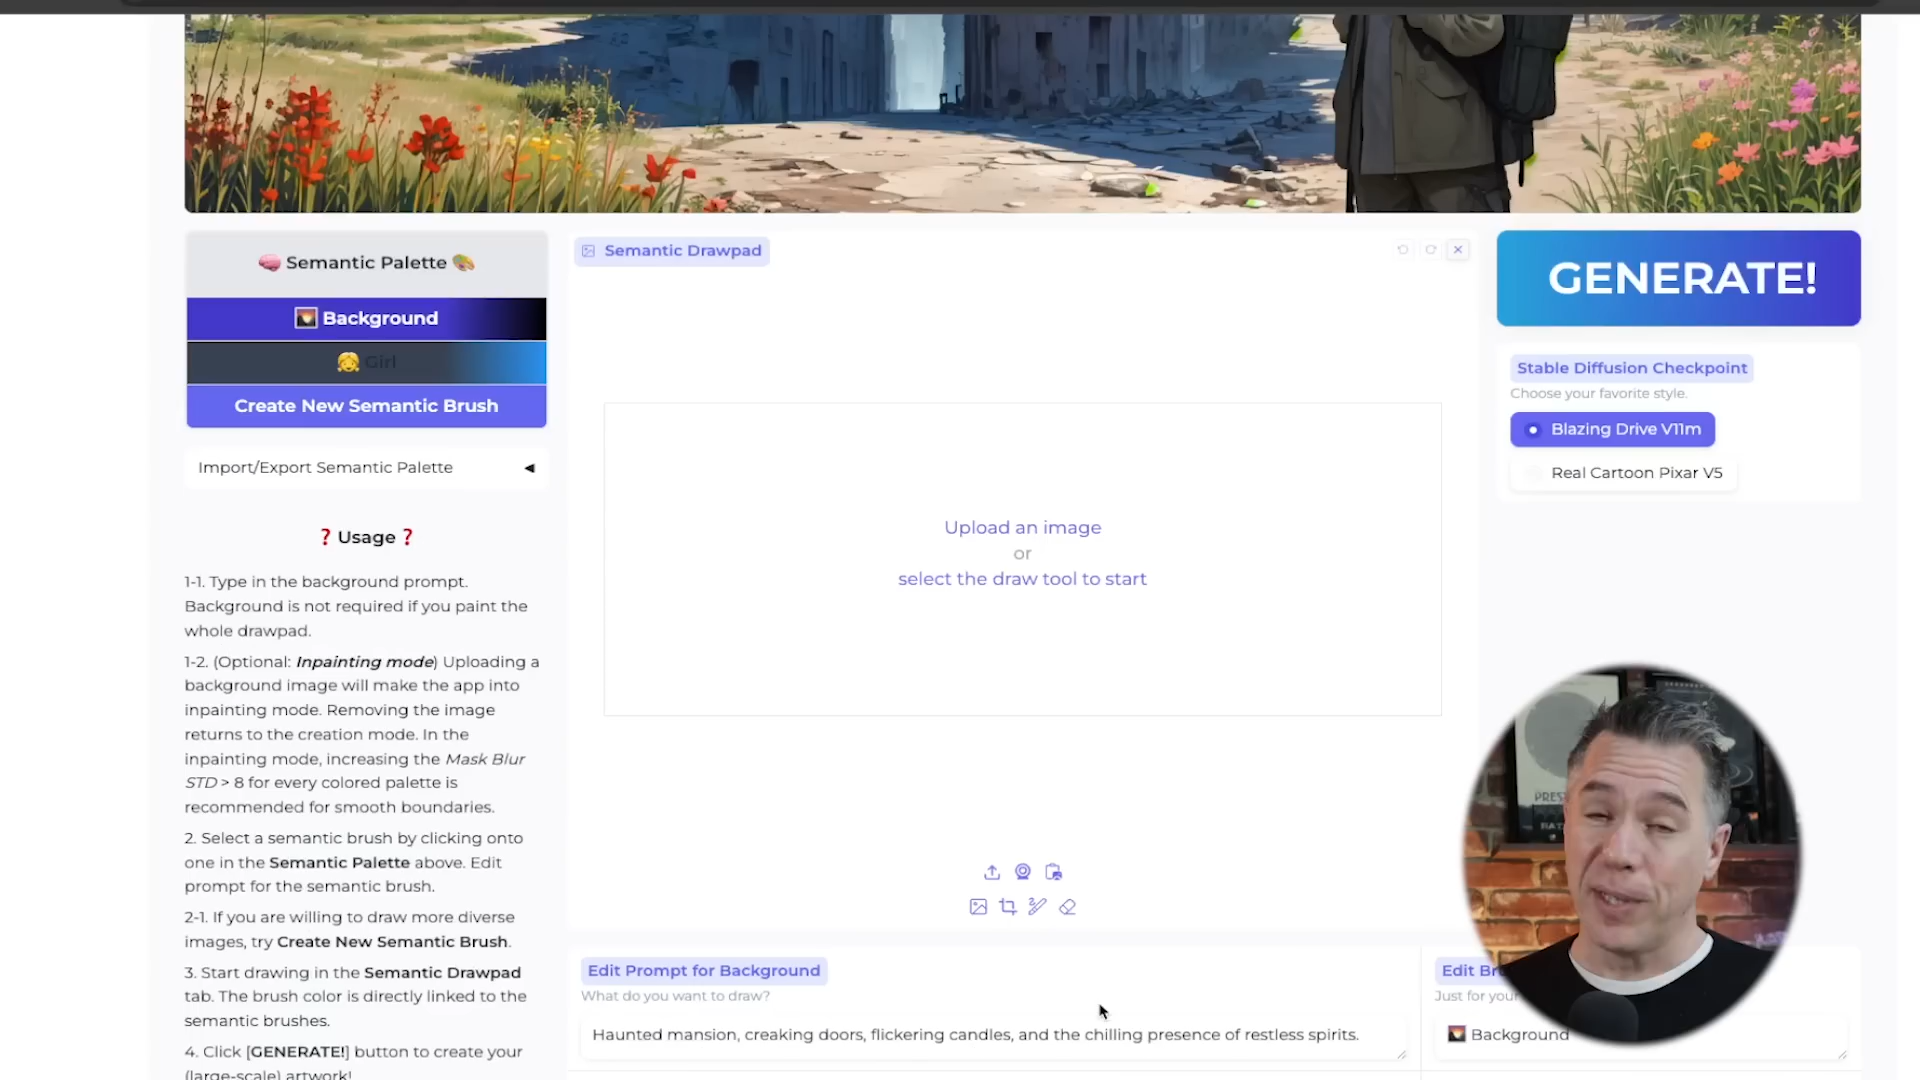 Semantic Palette
Background
Girl
Create New Semantic Brush
Import/Export Semantic Palette
❓ Usage ❓
1-1. Type in the background prompt.
Background is not required if you paint the
whole drawpad.
1-2. (Optional: Inpainting mode) Uploading a
background image will make the app into
inpainting mode. Removing the image
returns to the creation mode. In the
inpainting mode, increasing the Mask Blur
STD > 8 for every colored palette is
recommended for smooth boundaries.
2. Select a semantic brush by clicking onto
one in the Semantic Palette above. Edit
prompt for the semantic brush.
2-1. If you are willing to draw more diverse
images, try Create New Semantic Brush.
3. Start drawing in the Semantic Drawpad
tab. The brush color is directly linked to the
semantic brushes.
4. Click [GENERATE!] button to create your
(large-scale) artwork!
Semantic Drawpad
Upload an image
or
select the draw tool to start
Edit Prompt for Background
What do you want to draw?
Haunted mansion, creaking doors, flickering candles, and the chilling presence of restless spirits.
GENERATE!
Stable Diffusion Checkpoint
Choose your favorite style.
Blazing Drive V11m
Real Cartoon Pixar V5
Edit
Just for your
Background